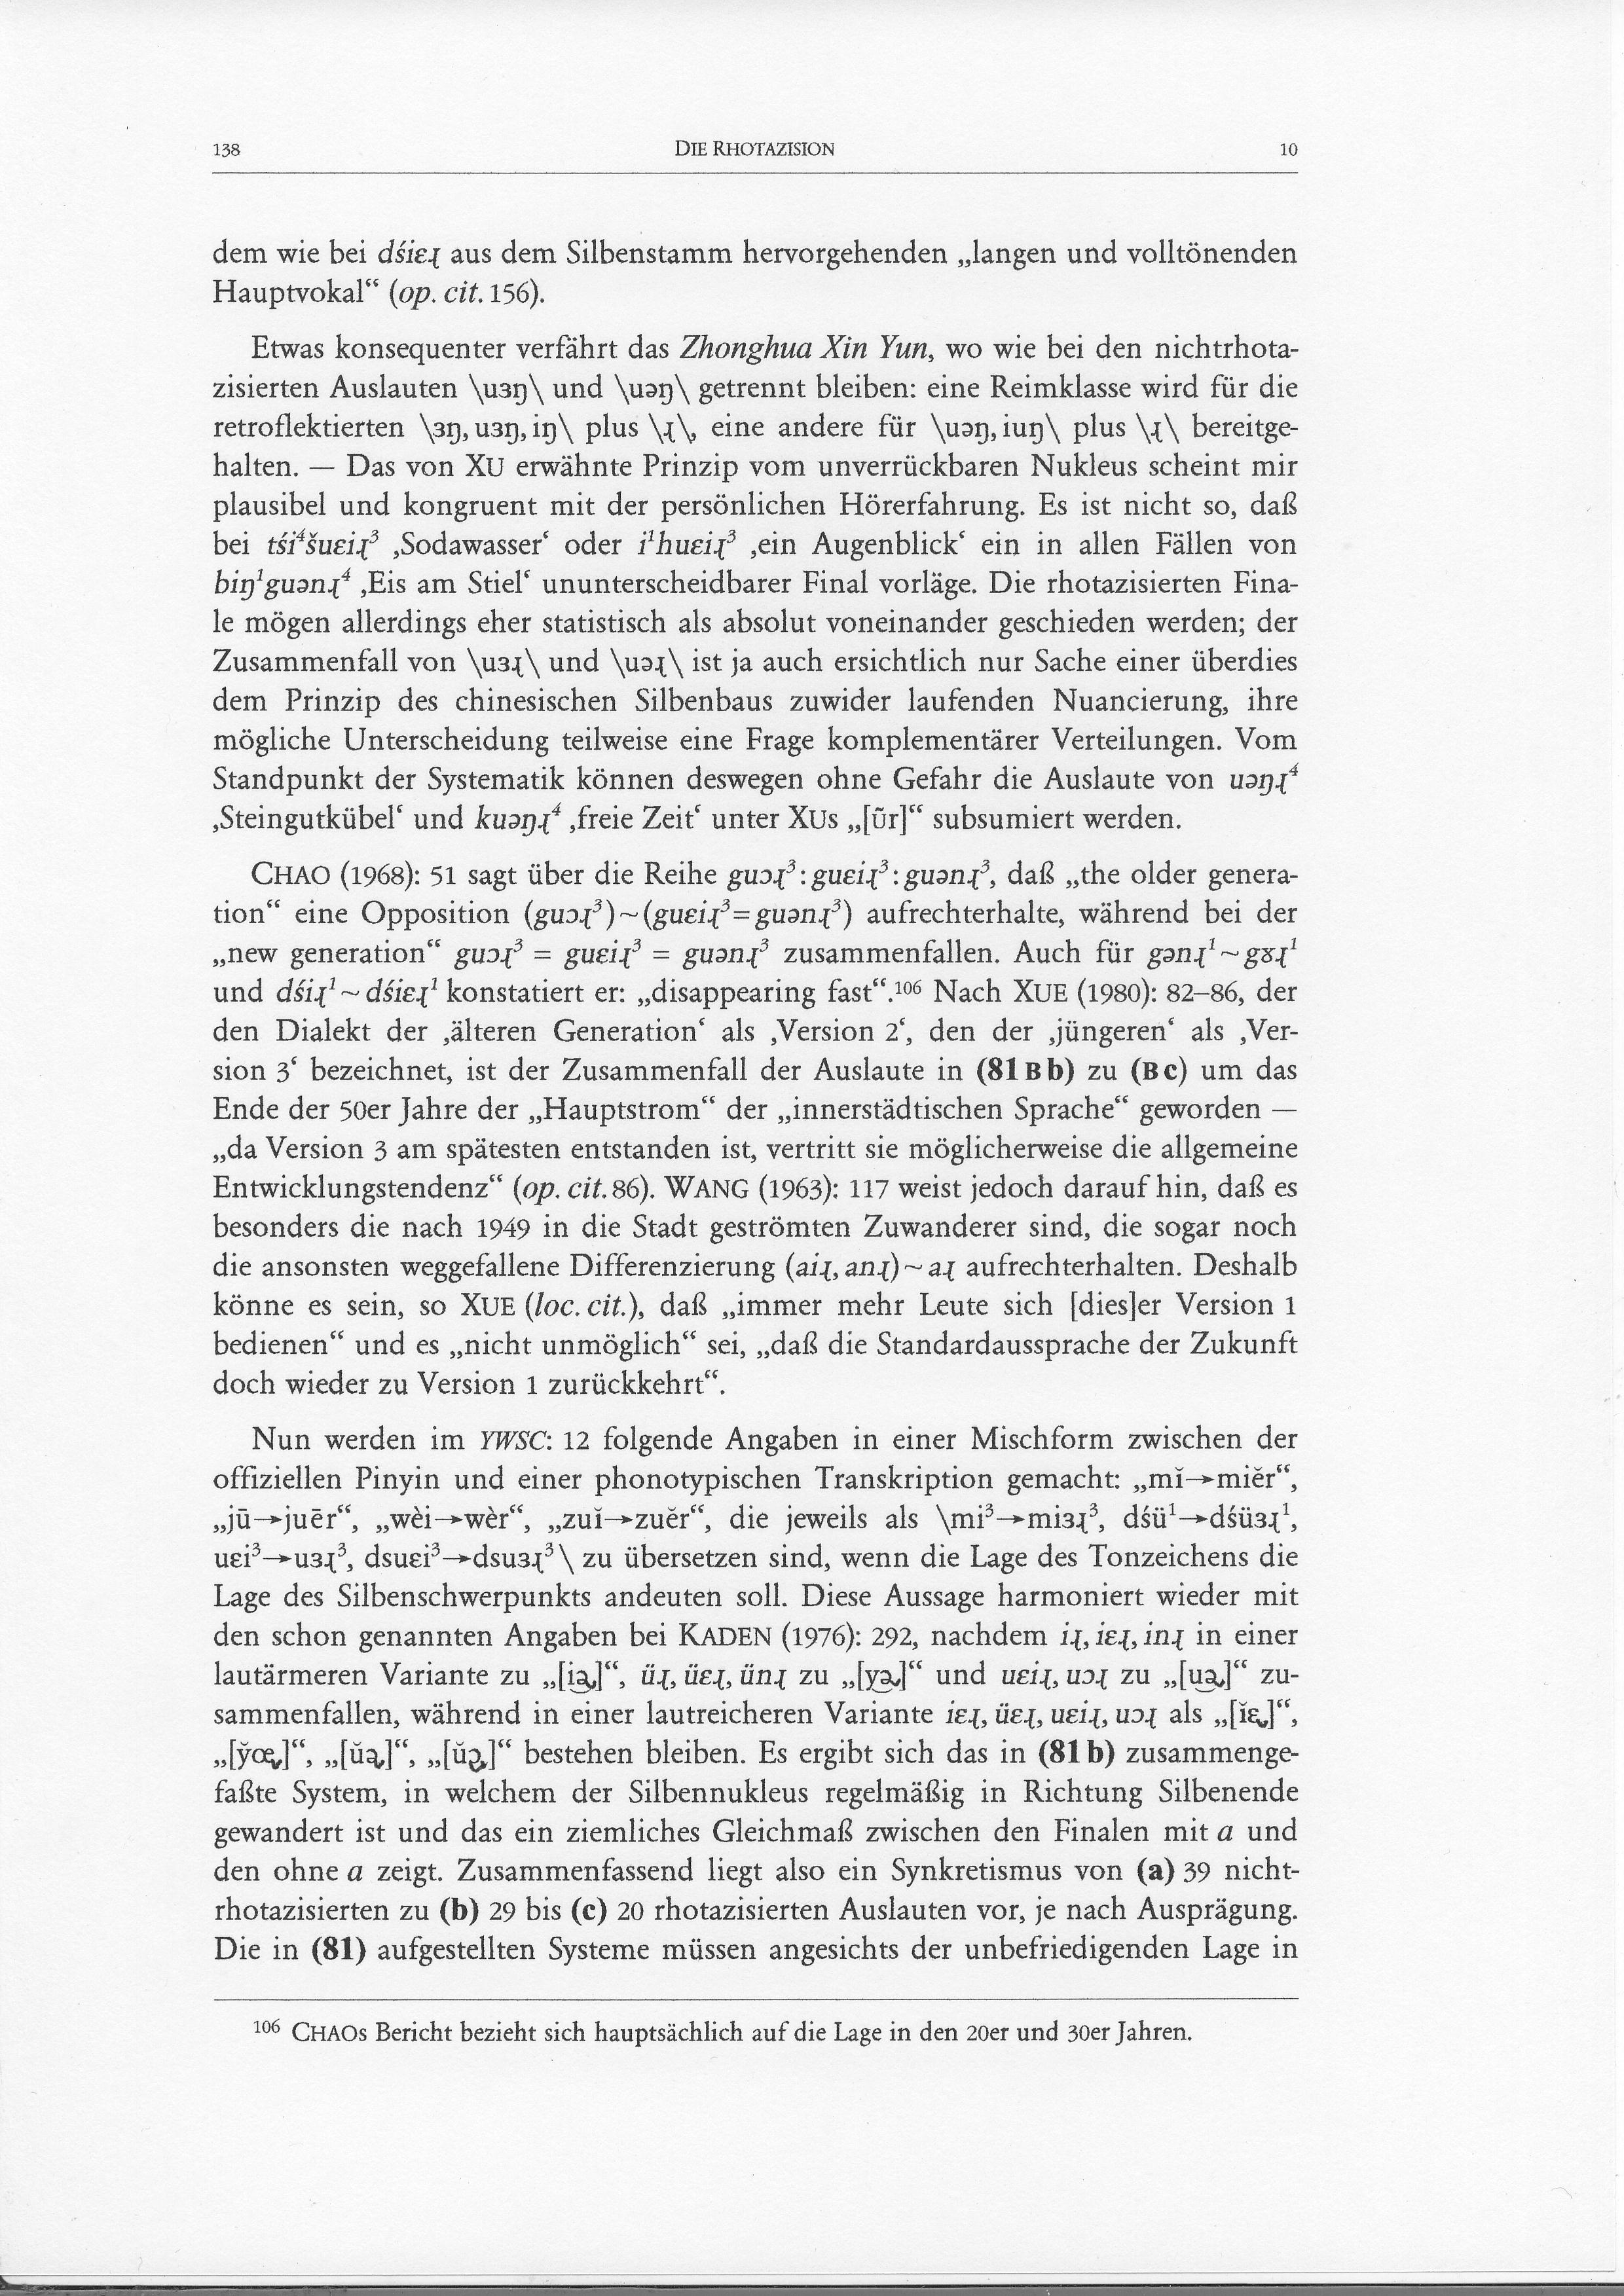 138 DIE RHOTAZISION 10
dem wie bei dśiɛɻ aus dem Silbenstamm hervorgehenden „langen und volltönenden
Hauptvokal“ (op. cit. 156).
Etwas konsequenter verfährt das Zhonghua Xin Yun, wo wie bei den nichtrhota-
zisierten Auslauten \uɜŋ\ und \uəŋ\ getrennt bleiben: eine Reimklasse wird für die
retroflektierten \ɜŋ, uɜŋ, iŋ\ plus \ɻ\, eine andere für \uəŋ, iuŋ\ plus \ɻ\ bereitge-
halten. — Das von XU erwähnte Prinzip vom unverrückbaren Nukleus scheint mir
plausibel und kongruent mit der persönlichen Hörerfahrung. Es ist nicht so, daß
bei tśi⁴šuɛiɻ³ ‚Sodawasser‘ oder i¹huɛiɻ³ ‚ein Augenblick‘ ein in allen Fällen von
biŋ¹guənɻ⁴ ‚Eis am Stiel‘ ununterscheidbarer Final vorläge. Die rhotazisierten Fina-
le mögen allerdings eher statistisch als absolut voneinander geschieden werden; der
Zusammenfall von \uɜɻ\ und \uəɻ\ ist ja auch ersichtlich nur Sache einer überdies
dem Prinzip des chinesischen Silbenbaus zuwider laufenden Nuancierung, ihre
mögliche Unterscheidung teilweise eine Frage komplementärer Verteilungen. Vom
Standpunkt der Systematik können deswegen ohne Gefahr die Auslaute von uəŋɻ⁴
‚Steingutkübel‘ und kuəŋɻ⁴ ‚freie Zeit‘ unter XUs „[ũr]“ subsumiert werden.
CHAO (1968): 51 sagt über die Reihe guɔɻ³ : guɛiɻ³ : guənɻ³, daß „the older genera-
tion“ eine Opposition (guɔɻ³) ~ (guɛiɻ³ = guənɻ³) aufrechterhalte, während bei der
„new generation“ guɔɻ³ = guɛiɻ³ = guənɻ³ zusammenfallen. Auch für gənɻ¹ ~ gɤɻ¹
und dśiɻ¹ ~ dśiɛɻ¹ konstatiert er: „disappearing fast“.¹⁰⁶ Nach XUE (1980): 82–86, der
den Dialekt der ‚älteren Generation‘ als ‚Version 2‘, den der ‚jüngeren‘ als ‚Ver-
sion 3‘ bezeichnet, ist der Zusammenfall der Auslaute in (81 B b) zu (B c) um das
Ende der 50er Jahre der „Hauptstrom“ der „innerstädtischen Sprache“ geworden —
„da Version 3 am spätesten entstanden ist, vertritt sie möglicherweise die allgemeine
Entwicklungstendenz“ (op. cit. 86). WANG (1963): 117 weist jedoch darauf hin, daß es
besonders die nach 1949 in die Stadt geströmten Zuwanderer sind, die sogar noch
die ansonsten weggefallene Differenzierung (aiɻ, anɻ) ~ aɻ aufrechterhalten. Deshalb
könne es sein, so XUE (loc. cit.), daß „immer mehr Leute sich [dies]er Version 1
bedienen“ und es „nicht unmöglich“ sei, „daß die Standardaussprache der Zukunft
doch wieder zu Version 1 zurückkehrt“.
Nun werden im YWSC: 12 folgende Angaben in einer Mischform zwischen der
offiziellen Pinyin und einer phonotypischen Transkription gemacht: „mǐ→miěr“,
„jū→juēr“, „wèi→wèr“, „zuǐ→zuěr“, die jeweils als \mi³→miɜɻ³, dśü¹→dśüɜɻ¹,
uɛi³→uɜɻ³, dsuɛi³→dsuɜɻ³\ zu übersetzen sind, wenn die Lage des Tonzeichens die
Lage des Silbenschwerpunkts andeuten soll. Diese Aussage harmoniert wieder mit
den schon genannten Angaben bei KADEN (1976): 292, nachdem iɻ, iɛɻ, inɻ in einer
lautärmeren Variante zu „[i͜ɚ]“, üɻ, üɛɻ, ünɻ zu „[y͜ɚ]“ und uɛiɻ, uɔɻ zu „[u͜ɚ]“ zu-
sammenfallen, während in einer lautreicheren Variante iɛɻ, üɛɻ, uɛiɻ, uɔɻ als „[ĭɛ˞]“,
„[y̆œ˞]“, „[ŭɚ]“, „[ŭɔ̜˞]“ bestehen bleiben. Es ergibt sich das in (81 b) zusammenge-
faßte System, in welchem der Silbennukleus regelmäßig in Richtung Silbenende
gewandert ist und das ein ziemliches Gleichmaß zwischen den Finalen mit a und
den ohne a zeigt. Zusammenfassend liegt also ein Synkretismus von (a) 39 nicht-
rhotazisierten zu (b) 29 bis (c) 20 rhotazisierten Auslauten vor, je nach Ausprägung.
Die in (81) aufgestellten Systeme müssen angesichts der unbefriedigenden Lage in
¹⁰⁶ CHAOs Bericht bezieht sich hauptsächlich auf die Lage in den 20er und 30er Jahren.